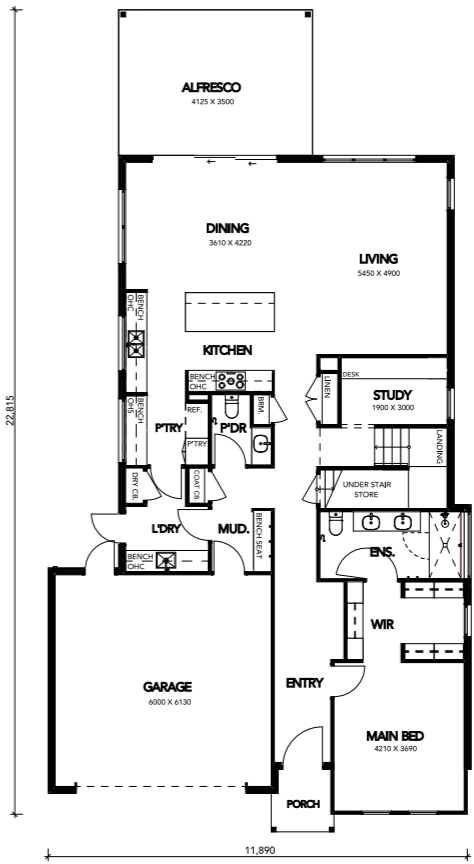 ALFRESCO
4125 X 3500
DINING
3610 X 4220
LIVING
5450 X 4900
BENCH
OHC
KITCHEN
BENCH
OHC
BRM.
LINEN
DESK
STUDY
1900 X 3000
BENCH
OHS
REF.
P'TRY
P'TRY
P'DR
LANDING
DRY CB.
COAT CB.
UNDER STAIR
STORE
L'DRY
MUD.
BENCH SEAT
ENS.
BENCH
OHC
WIR
22,815
GARAGE
6000 X 6130
ENTRY
MAIN BED
4210 X 3690
PORCH
11,890